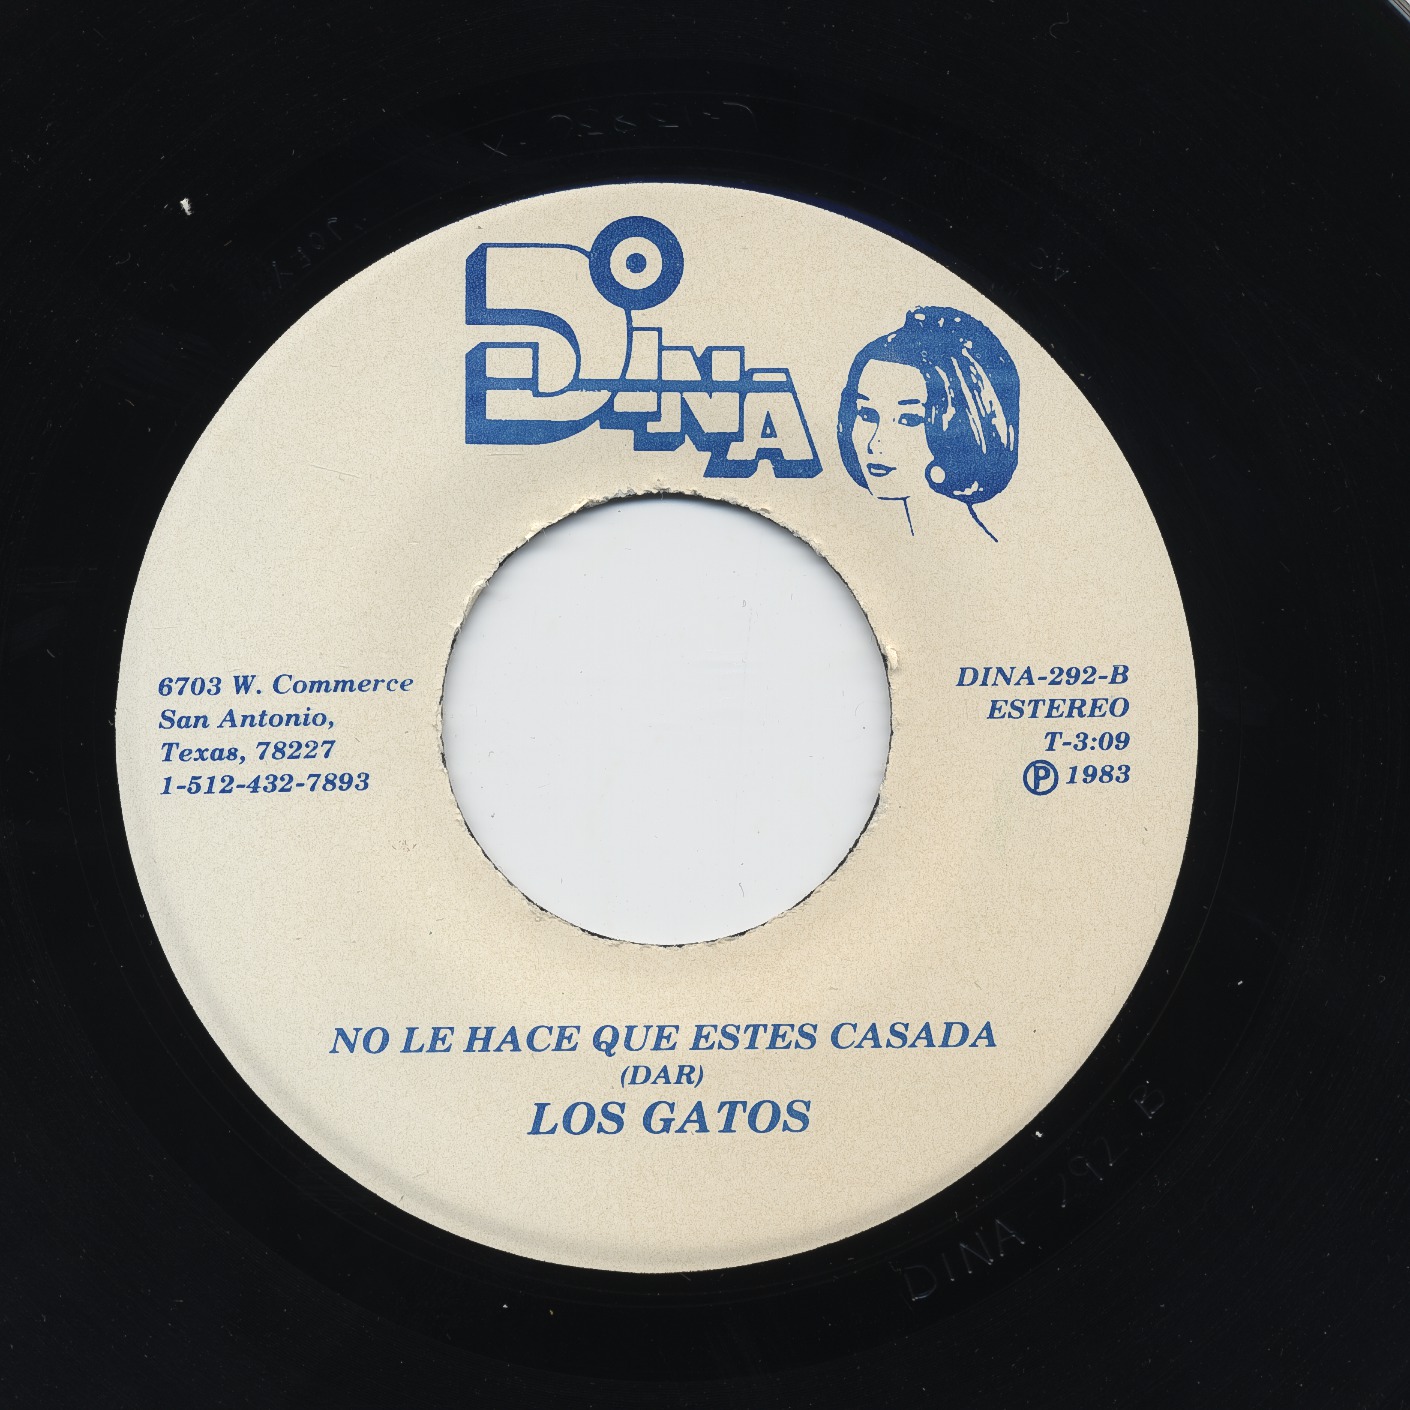 DINA
6703 W. Commerce
San Antonio,
Texas, 78227
1-512-432-7893
DINA-292-B
ESTEREO
T-3:09
Ⓟ 1983
NO LE HACE QUE ESTES CASADA
(DAR)
LOS GATOS
DINA 292 B